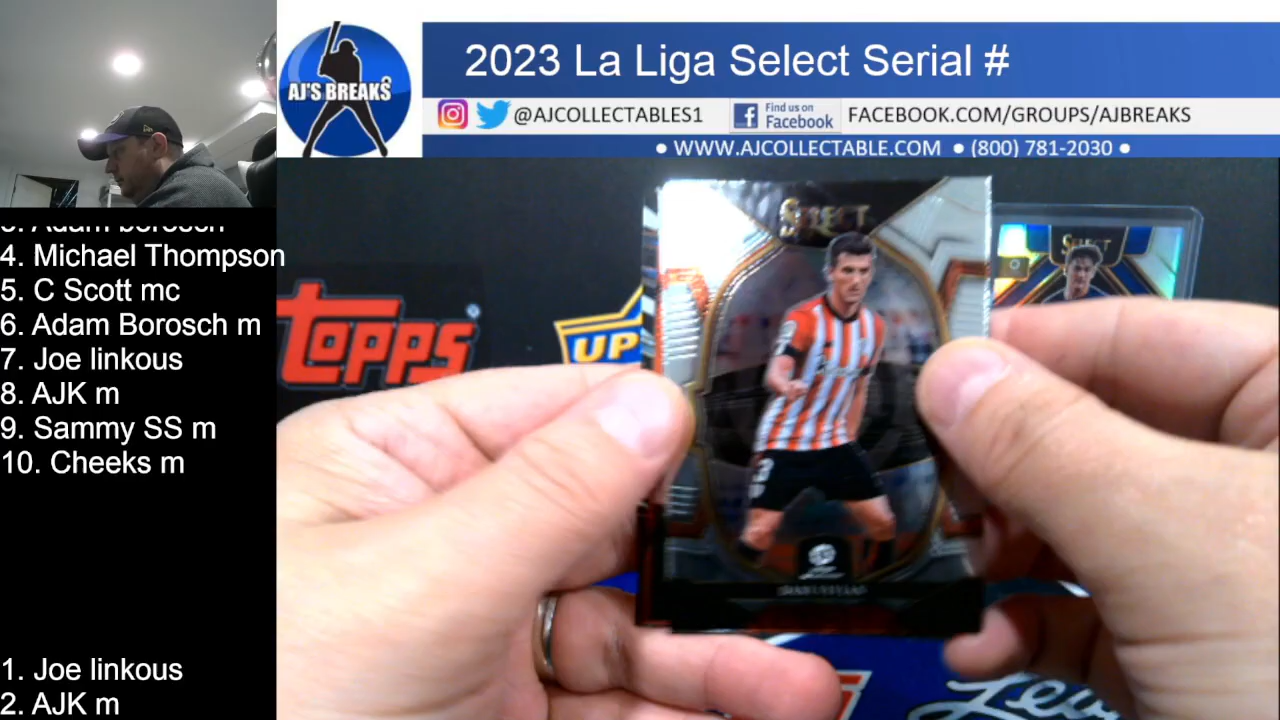 2023 La Liga Select Serial #
AJ'S BREAKS
@AJCOLLECTABLES1
Find us on
Facebook
FACEBOOK.COM/GROUPS/AJBREAKS
• WWW.AJCOLLECTABLE.COM • (800) 781-2030 •
4. Michael Thompson
5. C Scott mc
6. Adam Borosch m
7. Joe linkous
8. AJK m
9. Sammy SS m
10. Cheeks m
1. Joe linkous
2. AJK m
SELECT
SELECT
TOPPS
UP